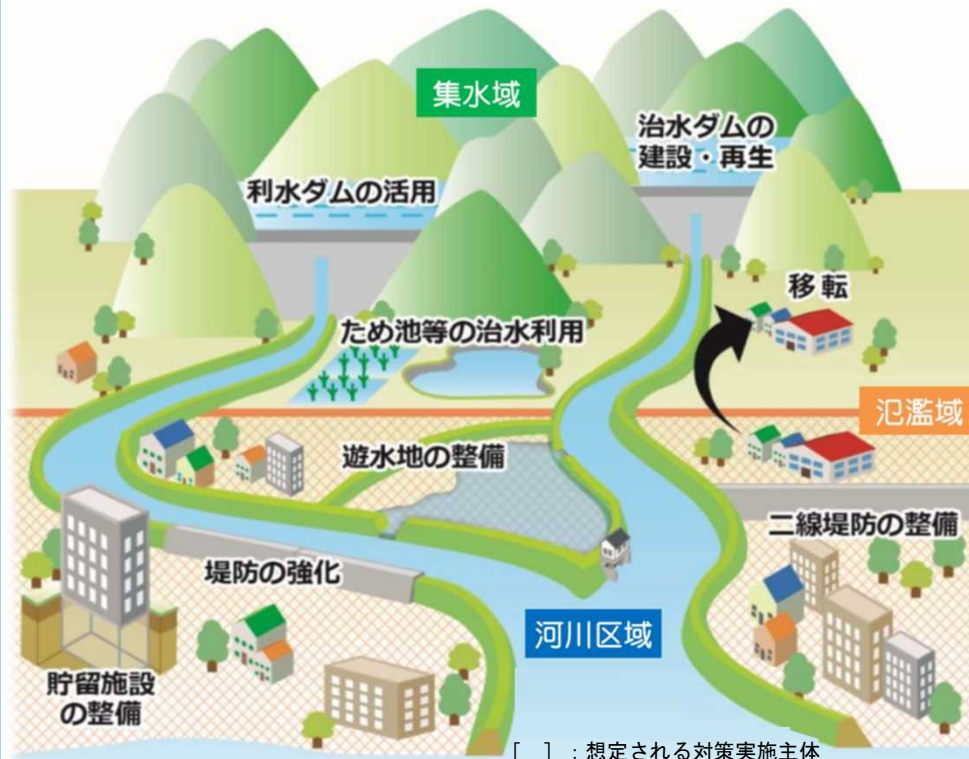 集水域
治水ダムの
建設・再生
利水ダムの活用
移転
ため池等の治水利用
氾濫域
遊水地の整備
二線堤防の整備
堤防の強化
河川区域
貯留施設
の整備
[ ]:想定される対策実施主体